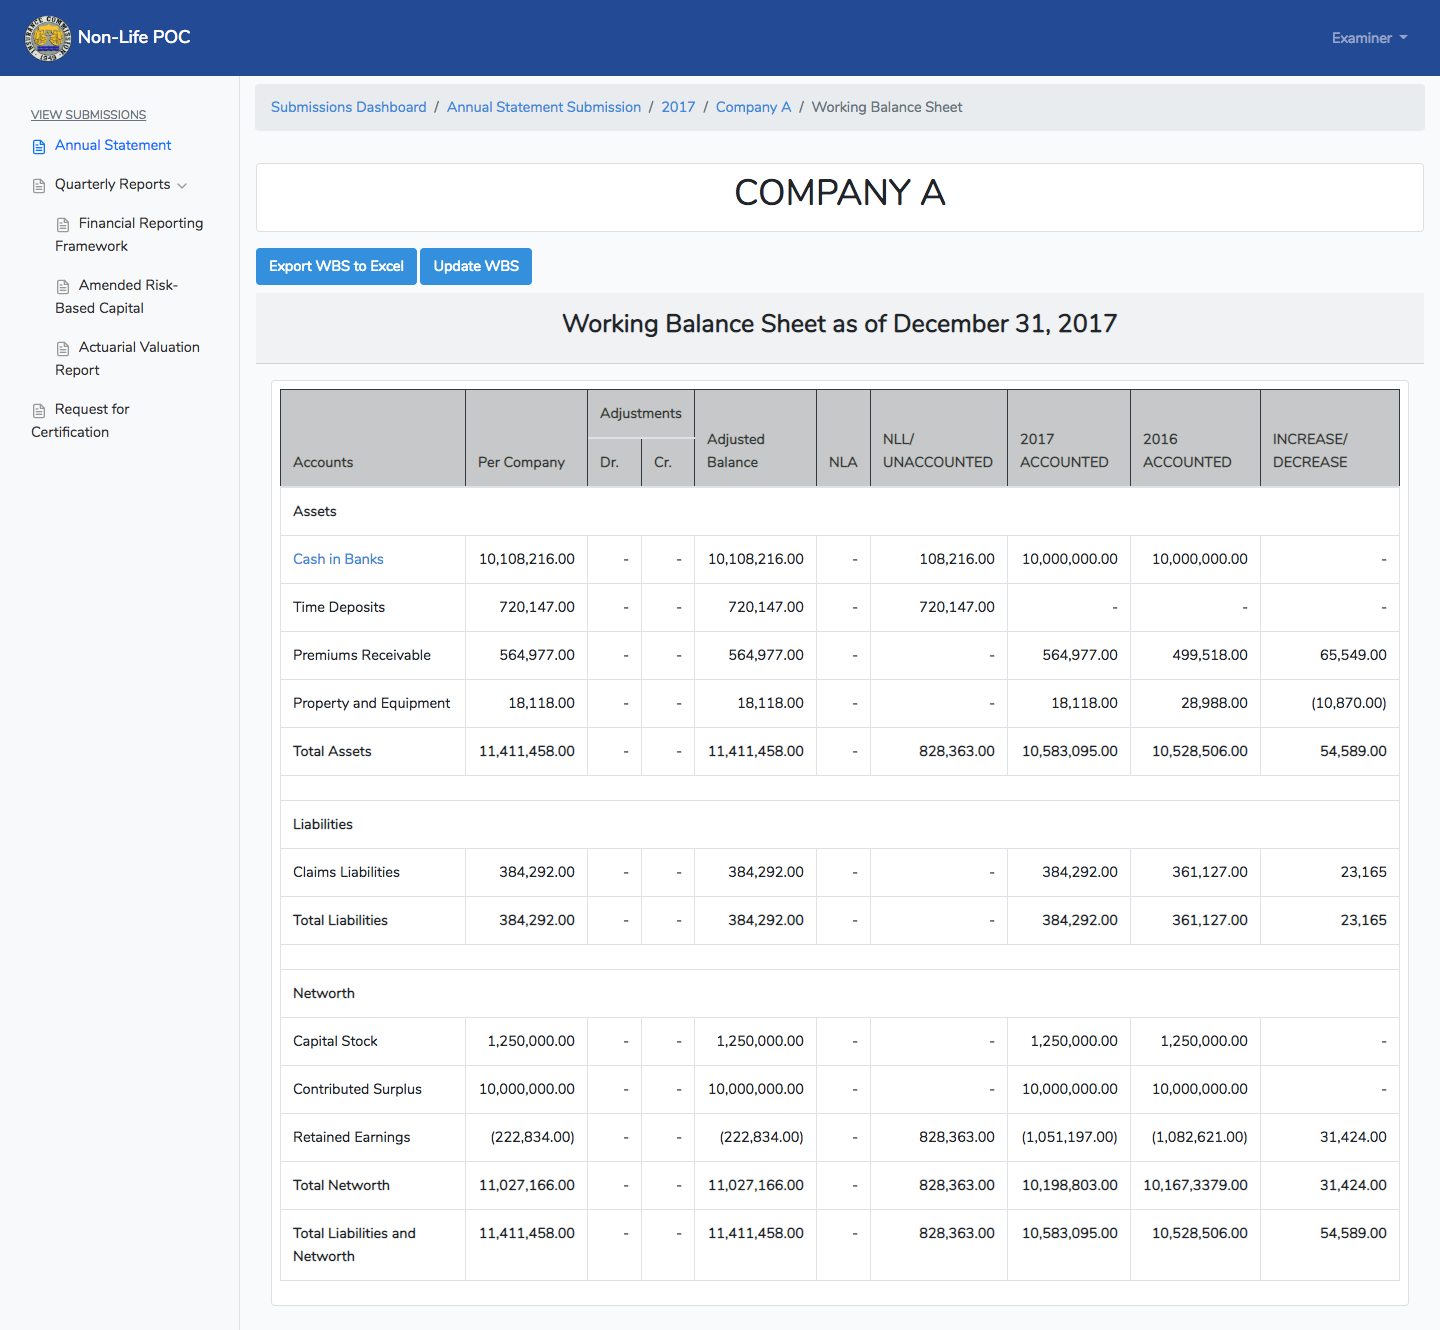 INSURANCE COMMISSION
1949
Non-Life POC
Examiner
VIEW SUBMISSIONS
Annual Statement
Quarterly Reports
Financial Reporting
Framework
Amended Risk-
Based Capital
Actuarial Valuation
Report
Request for
Certification
Submissions Dashboard / Annual Statement Submission / 2017 / Company A / Working Balance Sheet
COMPANY A
Export WBS to Excel Update WBS
Working Balance Sheet as of December 31, 2017
Adjustments
Adjusted NLL/ 2017 2016 INCREASE/
Accounts Per Company Dr. Cr. Balance NLA UNACCOUNTED ACCOUNTED ACCOUNTED DECREASE
Assets
Cash in Banks 10,108,216.00 - - 10,108,216.00 - 108,216.00 10,000,000.00 10,000,000.00 -
Time Deposits 720,147.00 - - 720,147.00 - 720,147.00 - - -
Premiums Receivable 564,977.00 - - 564,977.00 - - 564,977.00 499,518.00 65,549.00
Property and Equipment 18,118.00 - - 18,118.00 - - 18,118.00 28,988.00 (10,870.00)
Total Assets 11,411,458.00 - - 11,411,458.00 - 828,363.00 10,583,095.00 10,528,506.00 54,589.00
Liabilities
Claims Liabilities 384,292.00 - - 384,292.00 - - 384,292.00 361,127.00 23,165
Total Liabilities 384,292.00 - - 384,292.00 - - 384,292.00 361,127.00 23,165
Networth
Capital Stock 1,250,000.00 - - 1,250,000.00 - - 1,250,000.00 1,250,000.00 -
Contributed Surplus 10,000,000.00 - - 10,000,000.00 - - 10,000,000.00 10,000,000.00 -
Retained Earnings (222,834.00) - - (222,834.00) - 828,363.00 (1,051,197.00) (1,082,621.00) 31,424.00
Total Networth 11,027,166.00 - - 11,027,166.00 - 828,363.00 10,198,803.00 10,167,3379.00 31,424.00
Total Liabilities and 11,411,458.00 - - 11,411,458.00 - 828,363.00 10,583,095.00 10,528,506.00 54,589.00
Networth